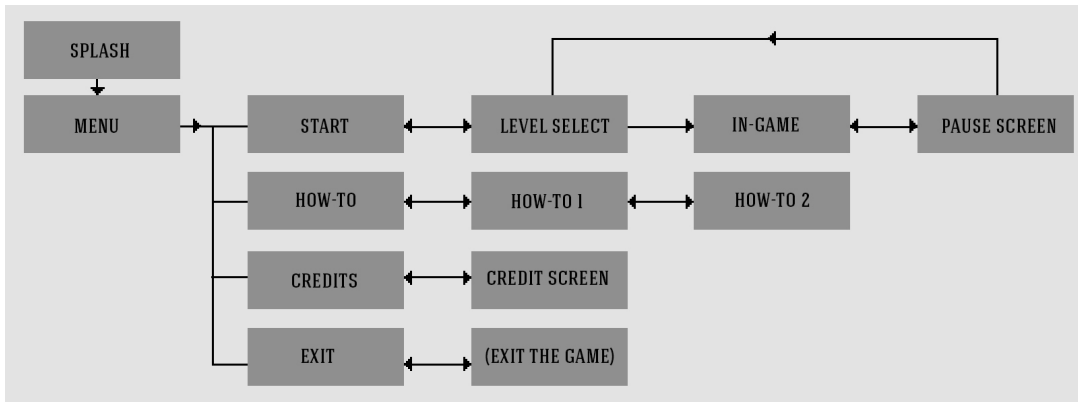 SPLASH
MENU
START
LEVEL SELECT
IN-GAME
PAUSE SCREEN
HOW-TO
HOW-TO 1
HOW-TO 2
CREDITS
CREDIT SCREEN
EXIT
(EXIT THE GAME)